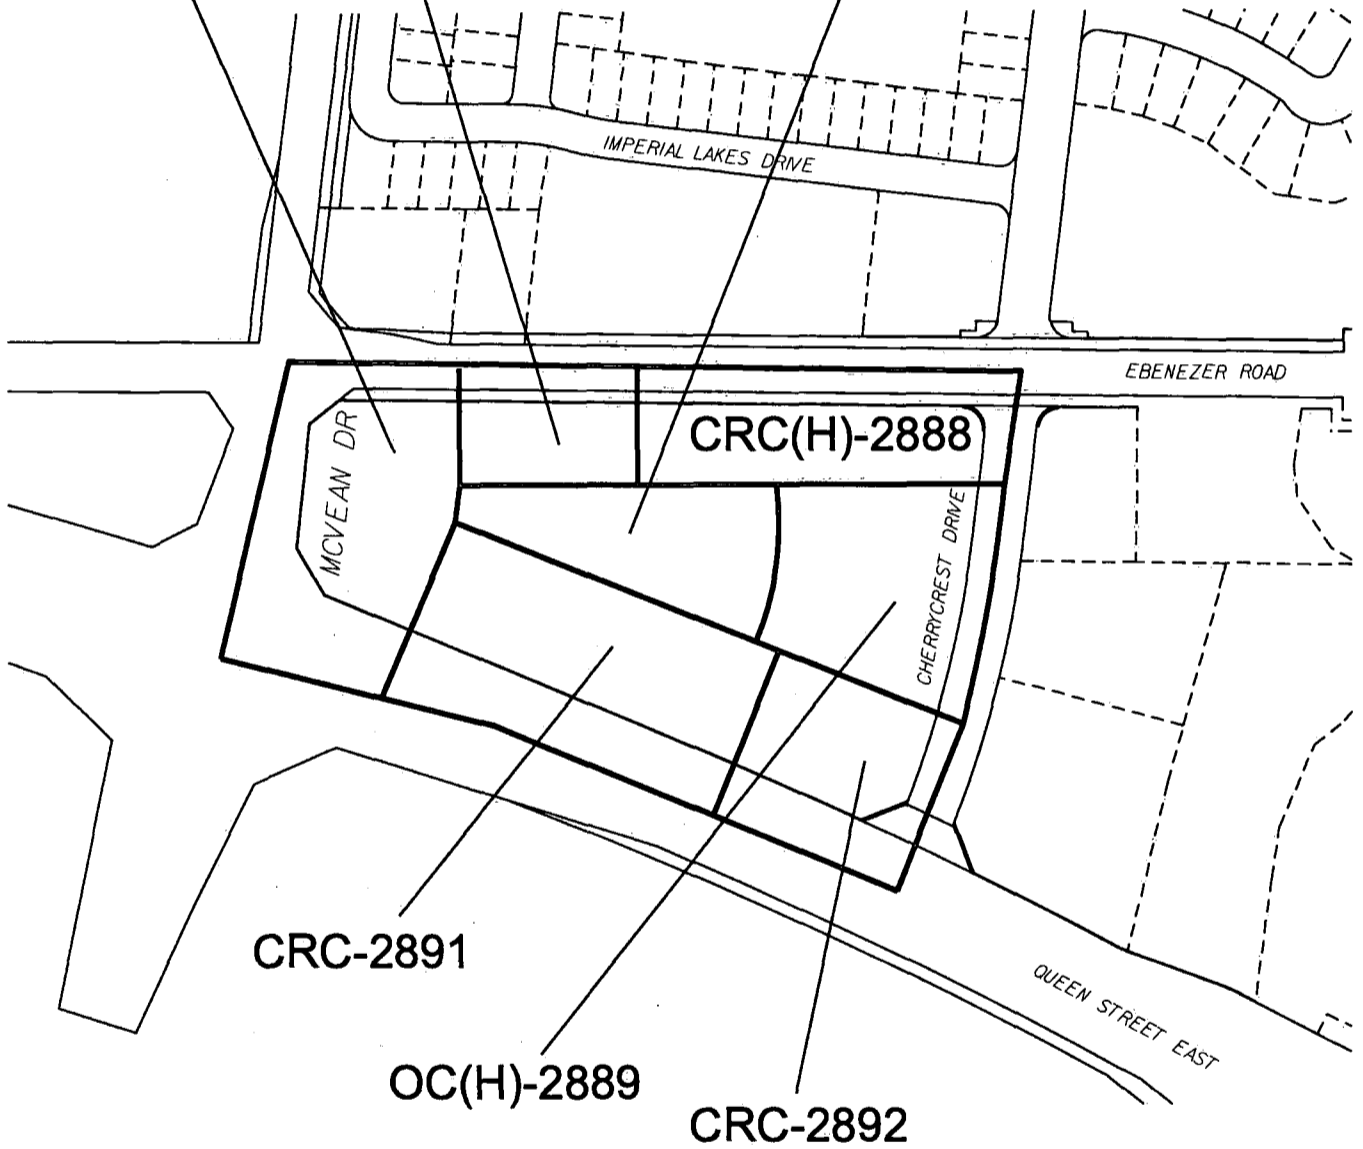 IMPERIAL LAKES DRIVE
EBENEZER ROAD
CRC(H)-2888
MCVEAN DR
CHERRYCREST DRIVE
CRC-2891
QUEEN STREET EAST
OC(H)-2889
CRC-2892